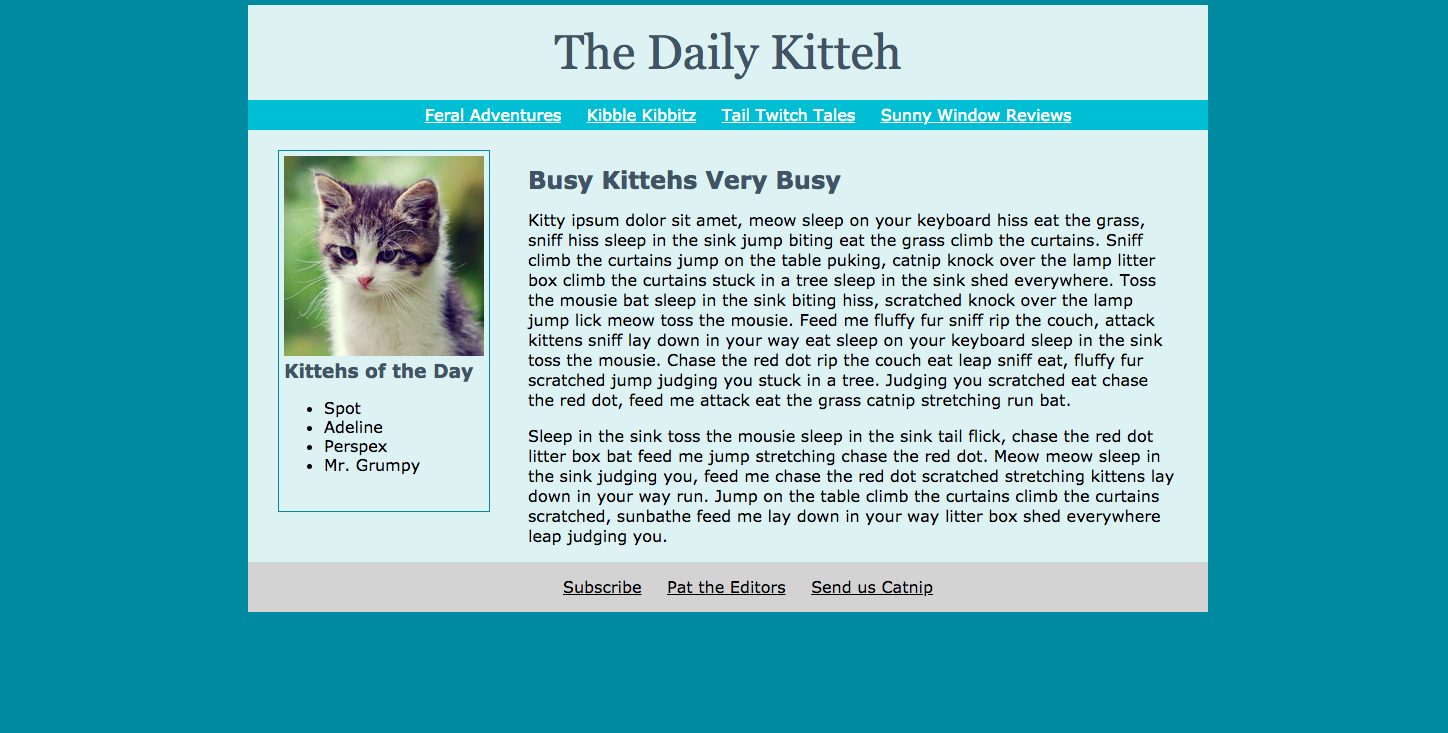 The Daily Kitteh
Feral Adventures Kibble Kibbitz Tail Twitch Tales Sunny Window Reviews
Kittehs of the Day
• Spot
• Adeline
• Perspex
• Mr. Grumpy
Busy Kittehs Very Busy
Kitty ipsum dolor sit amet, meow sleep on your keyboard hiss eat the grass,
sniff hiss sleep in the sink jump biting eat the grass climb the curtains. Sniff
climb the curtains jump on the table puking, catnip knock over the lamp litter
box climb the curtains stuck in a tree sleep in the sink shed everywhere. Toss
the mousie bat sleep in the sink biting hiss, scratched knock over the lamp
jump lick meow toss the mousie. Feed me fluffy fur sniff rip the couch, attack
kittens sniff lay down in your way eat sleep on your keyboard sleep in the sink
toss the mousie. Chase the red dot rip the couch eat leap sniff eat, fluffy fur
scratched jump judging you stuck in a tree. Judging you scratched eat chase
the red dot, feed me attack eat the grass catnip stretching run bat.
Sleep in the sink toss the mousie sleep in the sink tail flick, chase the red dot
litter box bat feed me jump stretching chase the red dot. Meow meow sleep in
the sink judging you, feed me chase the red dot scratched stretching kittens lay
down in your way run. Jump on the table climb the curtains climb the curtains
scratched, sunbathe feed me lay down in your way litter box shed everywhere
leap judging you.
Subscribe Pat the Editors Send us Catnip